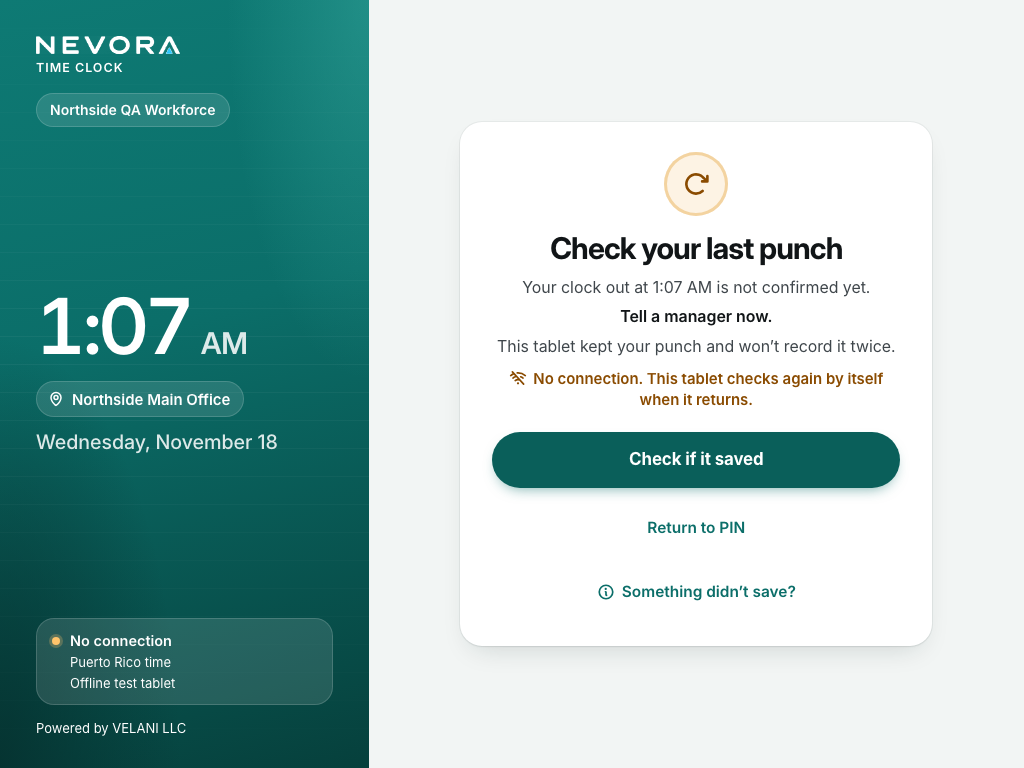 NEVORA
TIME CLOCK
Northside QA Workforce
1:07 AM
Northside Main Office
Wednesday, November 18
No connection
Puerto Rico time
Offline test tablet
Powered by VELANI LLC
Check your last punch
Your clock out at 1:07 AM is not confirmed yet.
Tell a manager now.
This tablet kept your punch and won’t record it twice.
No connection. This tablet checks again by itself
when it returns.
Check if it saved
Return to PIN
Something didn’t save?